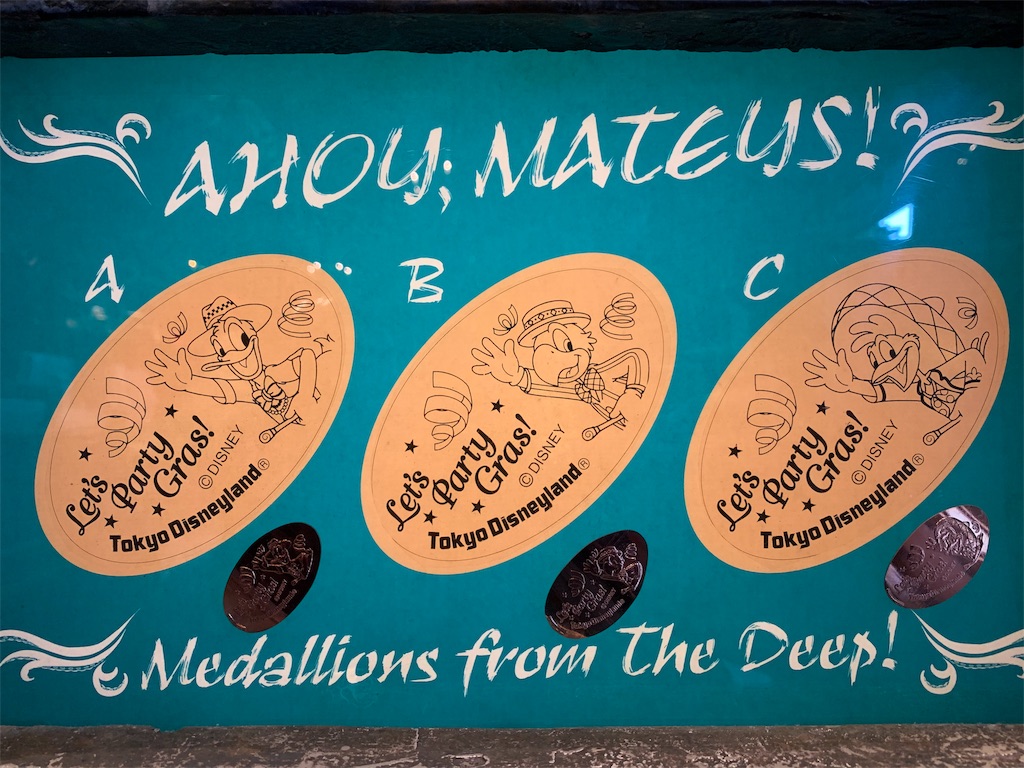 AHOY, MATEYS!
A
B
C
Let's
Party
Gras!
© DISNEY
Tokyo Disneyland®
Let's
Party
Gras!
© DISNEY
Tokyo Disneyland®
Let's
Party
Gras!
© DISNEY
Tokyo Disneyland®
Medallions from The Deep!